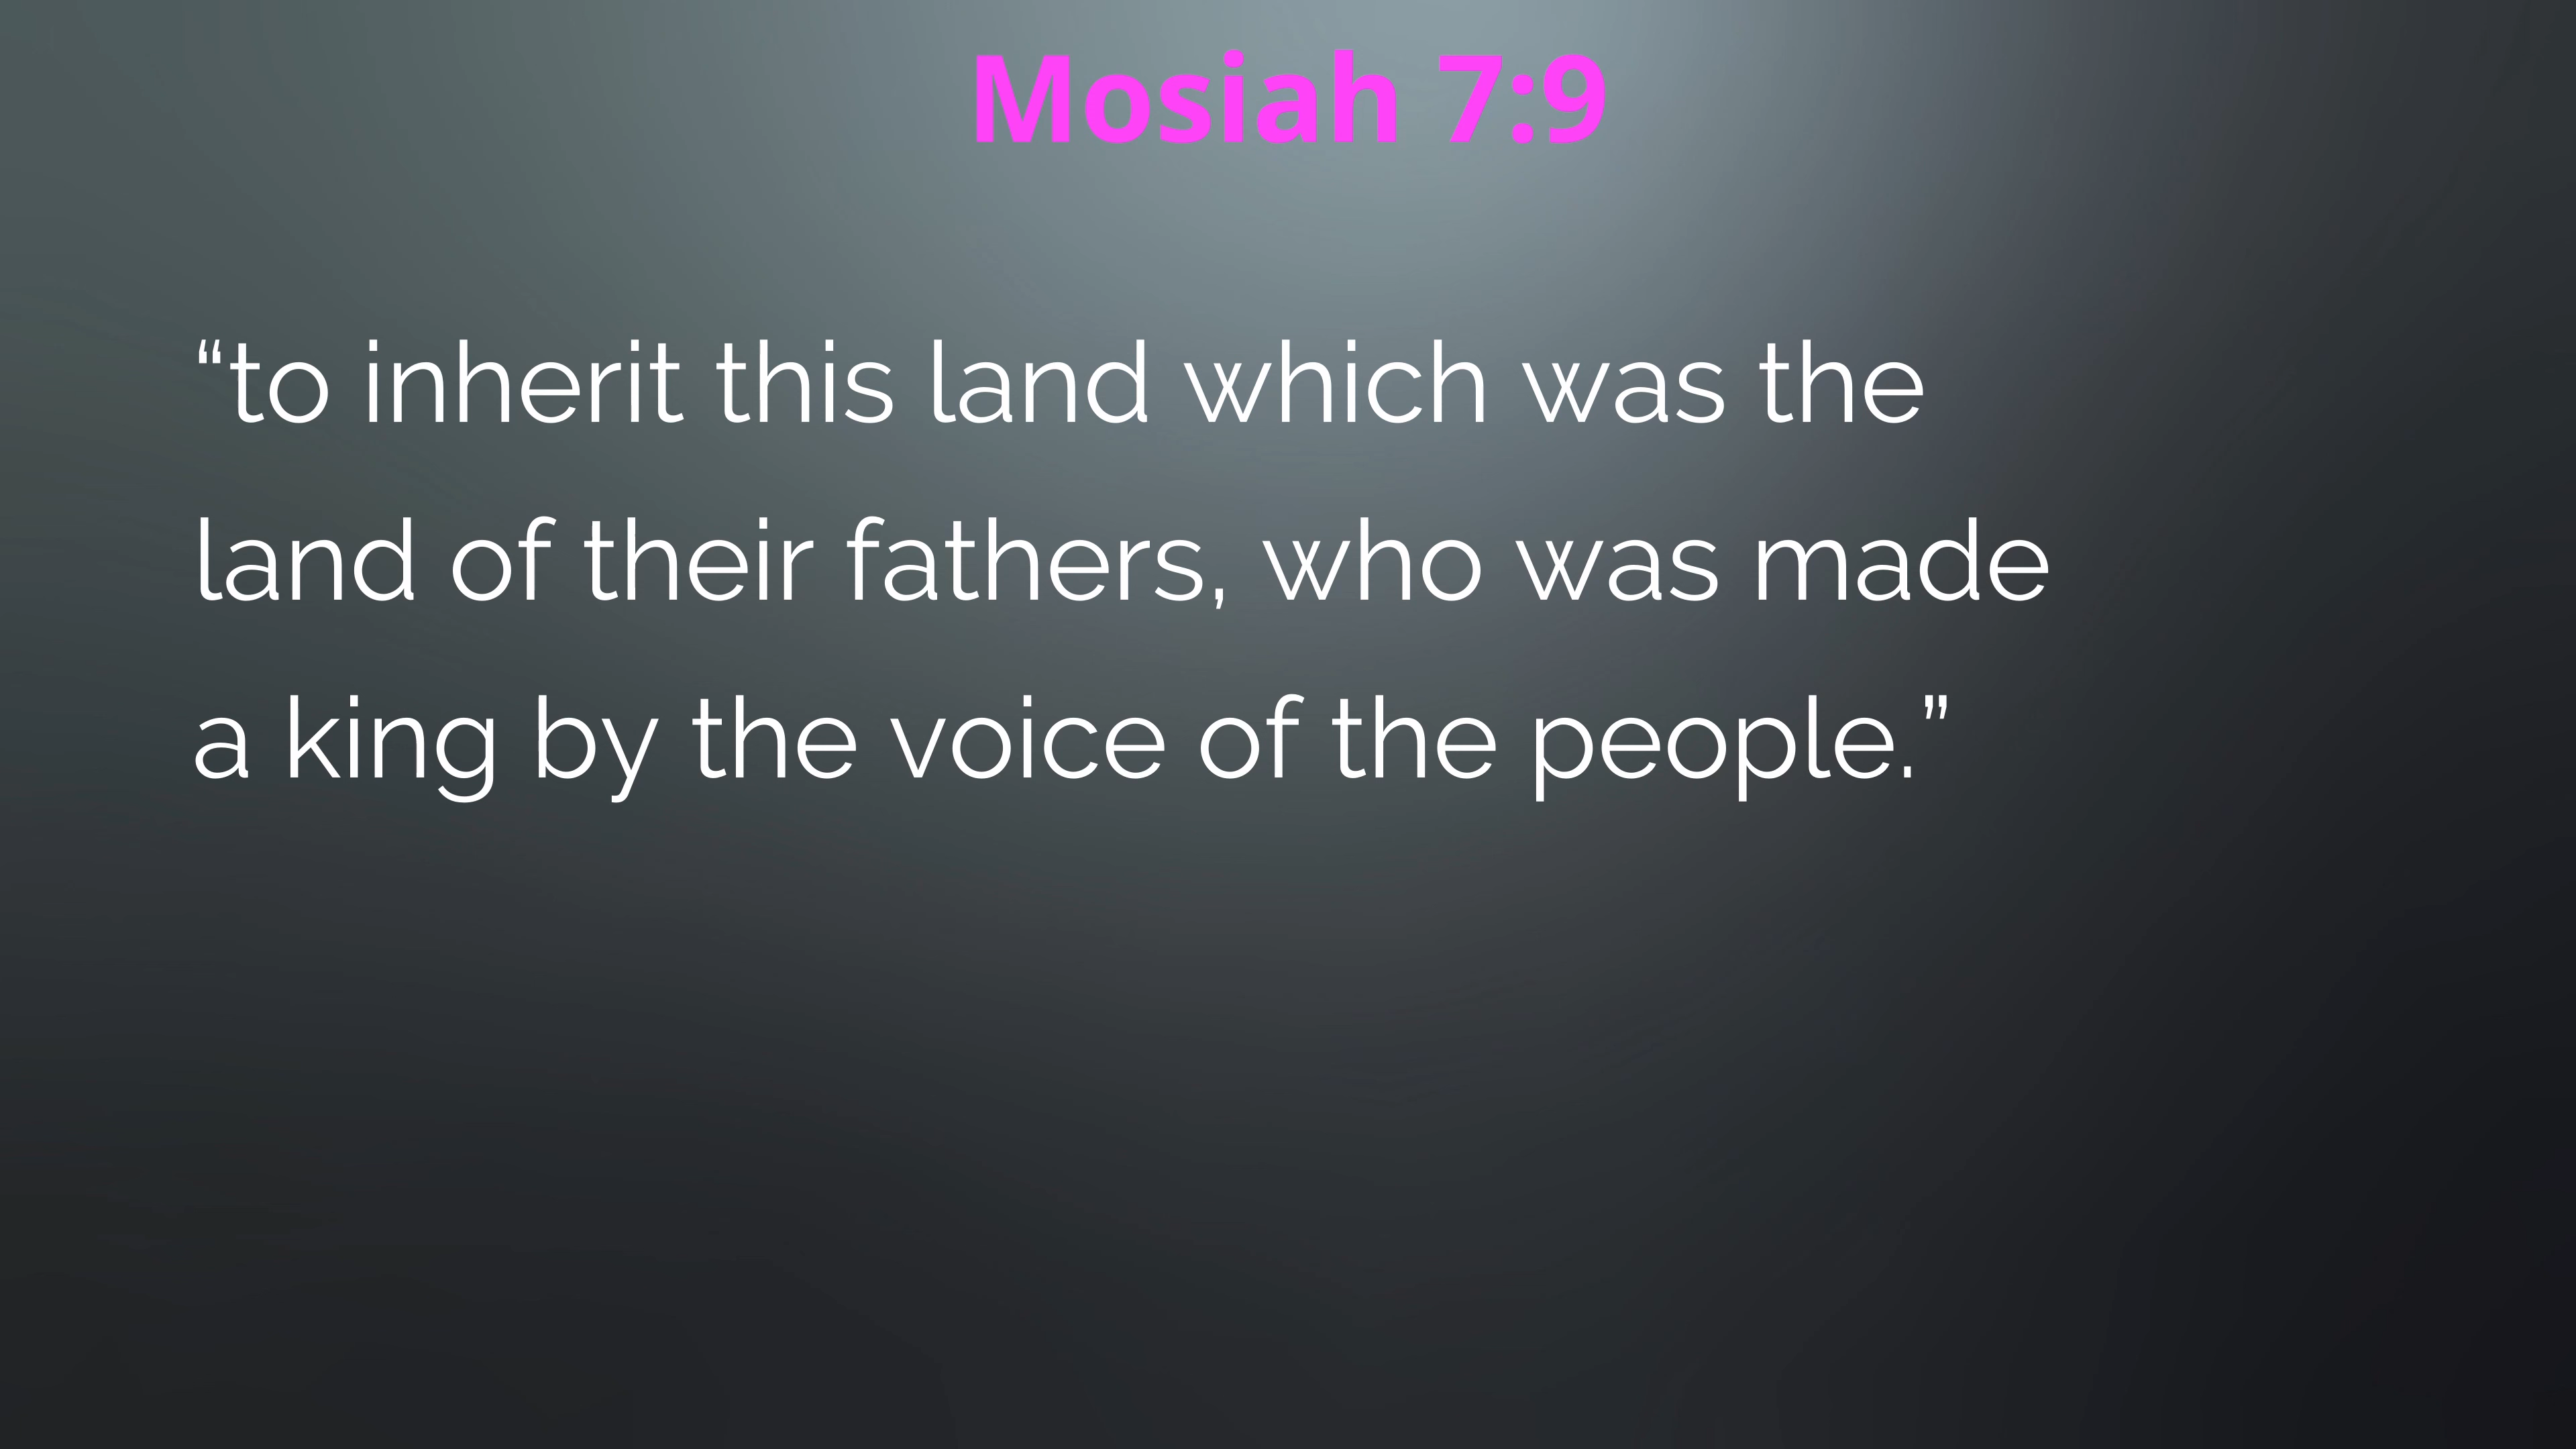 Mosiah 7:9
“to inherit this land which was the
land of their fathers, who was made
a king by the voice of the people.”